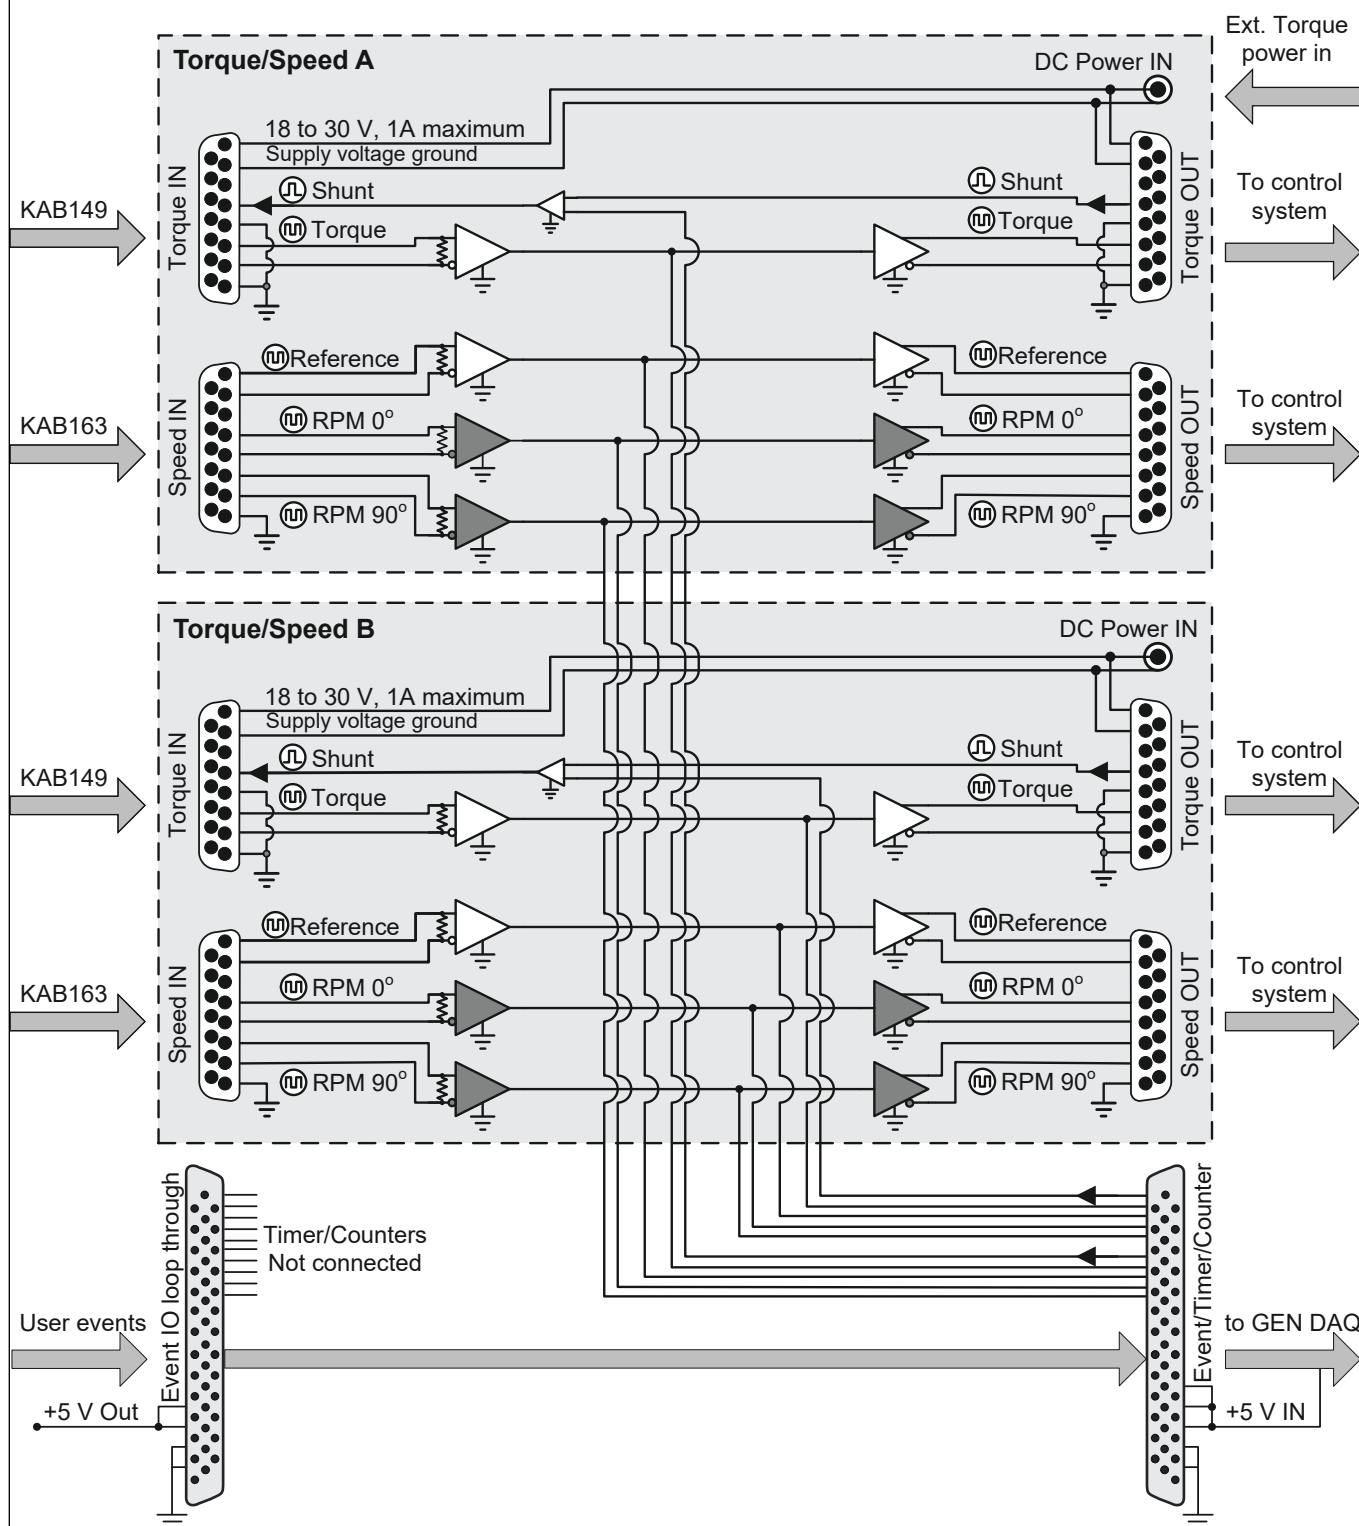 Ext. Torque
power in
Torque/Speed A
DC Power IN
18 to 30 V, 1A maximum
Supply voltage ground
Torque IN
Shunt
Shunt
Torque OUT
To control
system
KAB149
Torque
Torque
Reference
Reference
Speed IN
RPM 0°
RPM 0°
Speed OUT
To control
system
KAB163
RPM 90°
RPM 90°
Torque/Speed B
DC Power IN
18 to 30 V, 1A maximum
Supply voltage ground
Torque IN
Shunt
Shunt
Torque OUT
To control
system
KAB149
Torque
Torque
Reference
Reference
Speed IN
RPM 0°
RPM 0°
Speed OUT
To control
system
KAB163
RPM 90°
RPM 90°
Event IO loop through
Timer/Counters
Not connected
Event/Timer/Counter
User events
to GEN DAQ
+5 V Out
+5 V IN